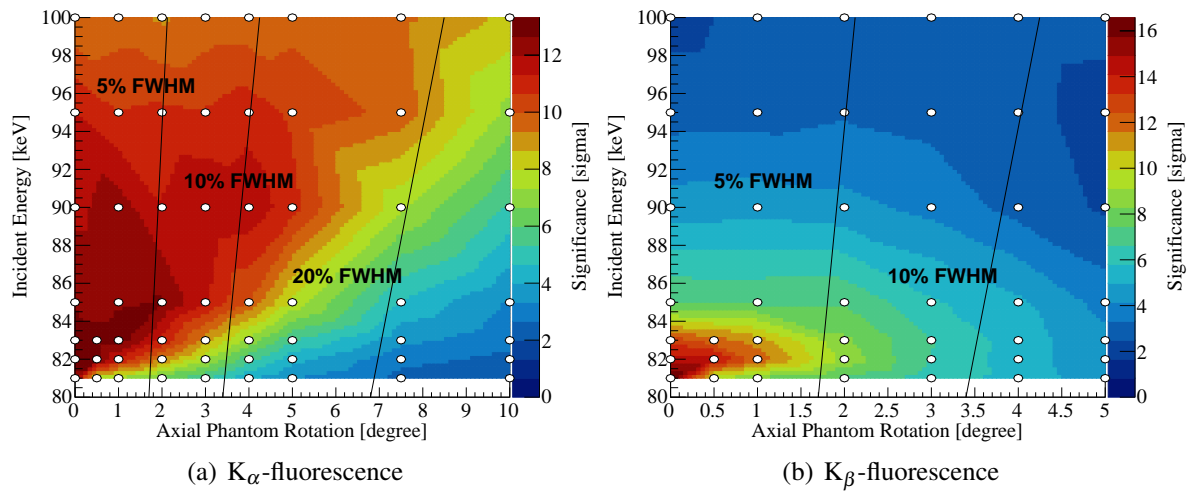 100
98
96
94
92
90
88
86
84
82
80
Incident Energy [keV]
5% FWHM
10% FWHM
20% FWHM
0 1 2 3 4 5 6 7 8 9 10
Axial Phantom Rotation [degree]
12
10
8
6
4
2
0
Significance [sigma]
(a) Kα-fluorescence
100
98
96
94
92
90
88
86
84
82
80
Incident Energy [keV]
5% FWHM
10% FWHM
0 0.5 1 1.5 2 2.5 3 3.5 4 4.5 5
Axial Phantom Rotation [degree]
16
14
12
10
8
6
4
2
0
Significance [sigma]
(b) Kβ-fluorescence